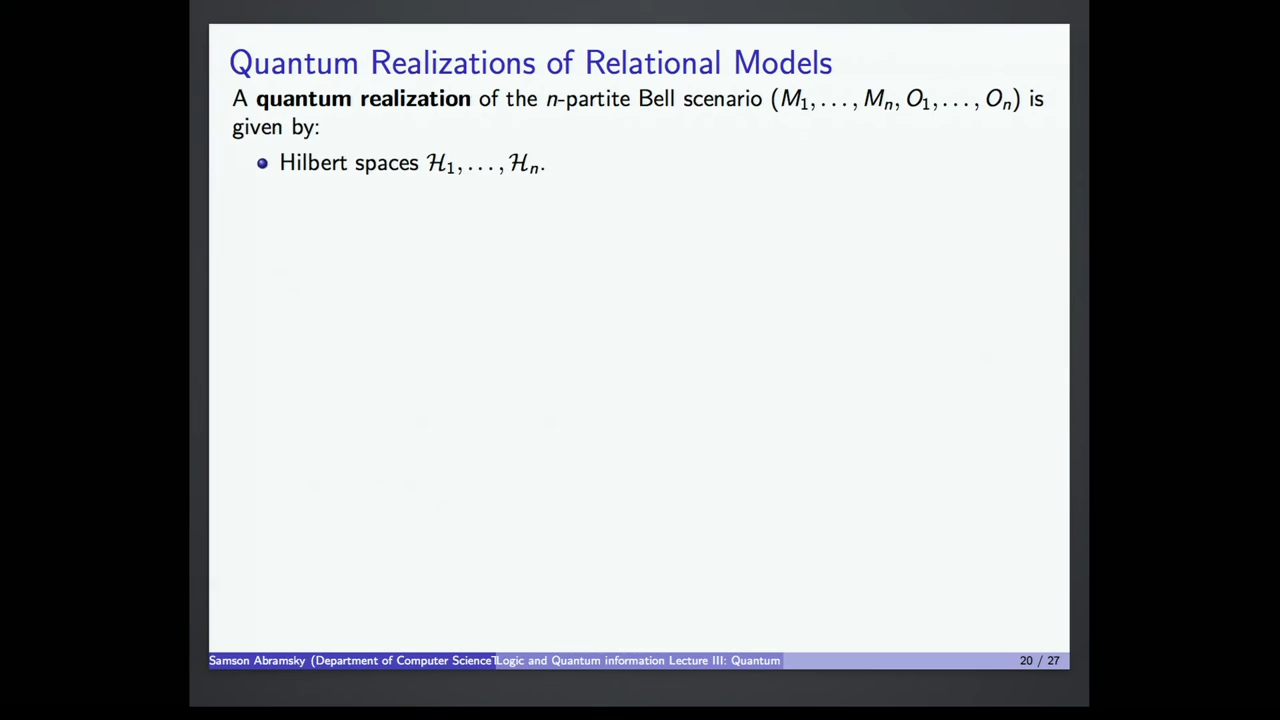 Quantum Realizations of Relational Models
A quantum realization of the n-partite Bell scenario (M₁, . . . , Mₙ, O₁, . . . , Oₙ) is
given by:
Hilbert spaces ℋ₁, . . . , ℋₙ.
Samson Abramsky (Department of Computer Science Logic and Quantum information Lecture III: Quantum 20 / 27